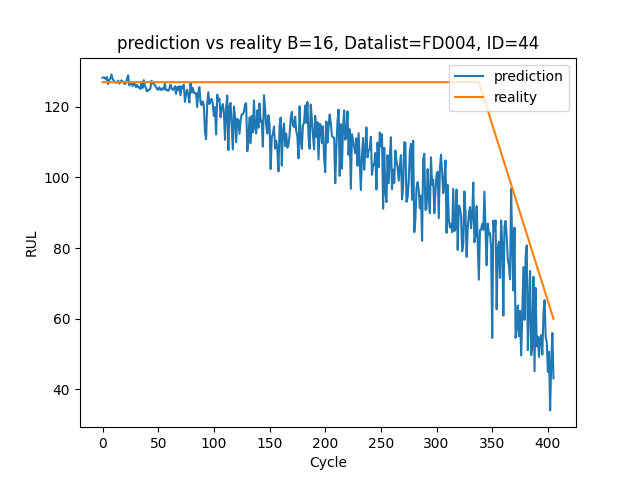 prediction vs reality B=16, Datalist=FD004, ID=44
prediction
reality
RUL
120
100
80
60
40
0 50 100 150 200 250 300 350 400
Cycle